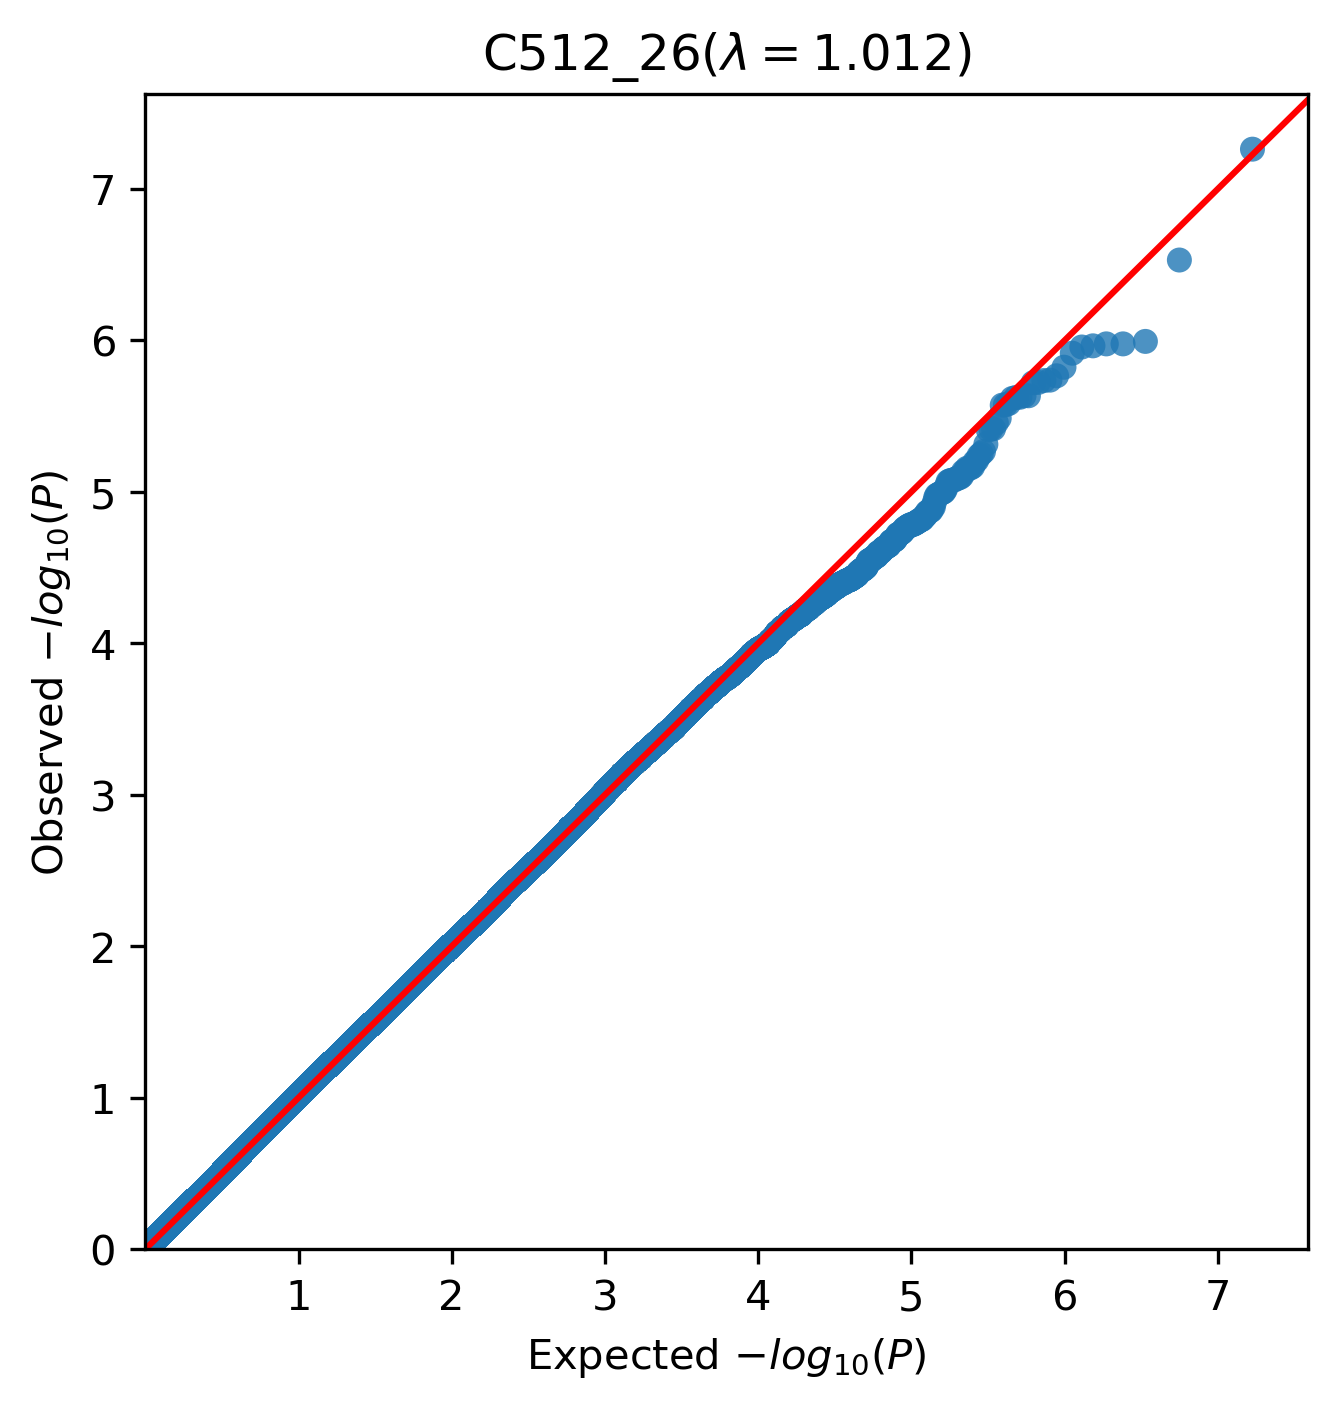 C512_26(λ = 1.012)
Observed −log₁₀(P)
7
6
5
4
3
2
1
0
1 2 3 4 5 6 7
Expected −log₁₀(P)